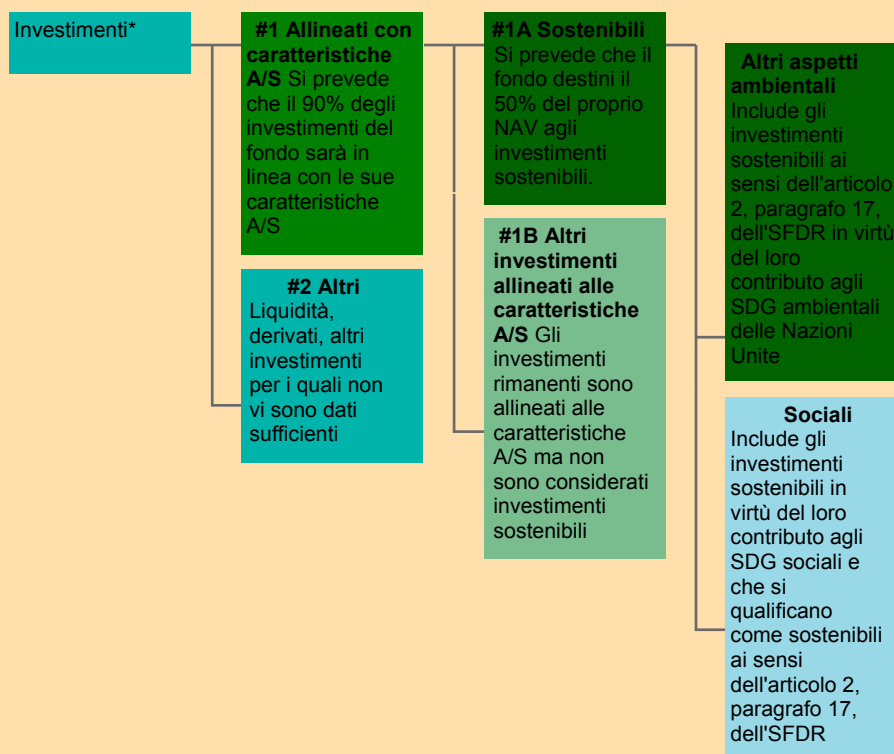 Investimenti*
#1 Allineati con
caratteristiche
A/S Si prevede
che il 90% degli
investimenti del
fondo sarà in
linea con le sue
caratteristiche
A/S
#2 Altri
Liquidità,
derivati, altri
investimenti
per i quali non
vi sono dati
sufficienti
#1A Sostenibili
Si prevede che il
fondo destini il
50% del proprio
NAV agli
investimenti
sostenibili.
#1B Altri
investimenti
allineati alle
caratteristiche
A/S Gli
investimenti
rimanenti sono
allineati alle
caratteristiche
A/S ma non
sono considerati
investimenti
sostenibili
Altri aspetti
ambientali
Include gli
investimenti
sostenibili ai
sensi dell'articolo
2, paragrafo 17,
dell'SFDR in virtù
del loro
contributo agli
SDG ambientali
delle Nazioni
Unite
Sociali
Include gli
investimenti
sostenibili in
virtù del loro
contributo agli
SDG sociali e
che si
qualificano
come sostenibili
ai sensi
dell'articolo 2,
paragrafo 17,
dell'SFDR